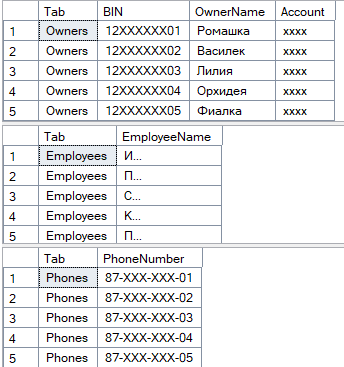 Tab BIN OwnerName Account
1 Owners 12XXXXXX01 Ромашка xxxx
2 Owners 12XXXXXX02 Василек xxxx
3 Owners 12XXXXXX03 Лилия xxxx
4 Owners 12XXXXXX04 Орхидея xxxx
5 Owners 12XXXXXX05 Фиалка xxxx
Tab EmployeeName
1 Employees И...
2 Employees П...
3 Employees С...
4 Employees К...
5 Employees П...
Tab PhoneNumber
1 Phones 87-XXX-XXX-01
2 Phones 87-XXX-XXX-02
3 Phones 87-XXX-XXX-03
4 Phones 87-XXX-XXX-04
5 Phones 87-XXX-XXX-05